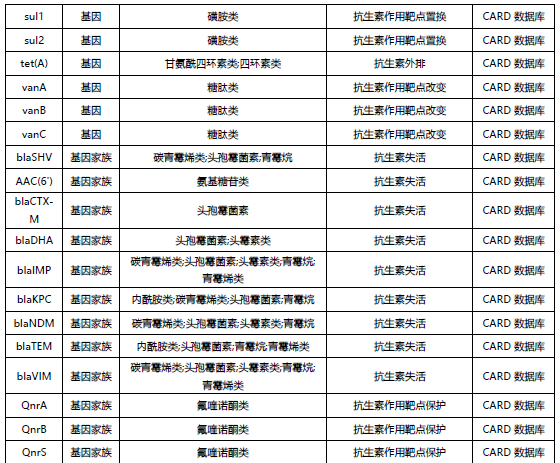 sul1 基因 磺胺类 抗生素作用靶点置换 CARD 数据库
sul2 基因 磺胺类 抗生素作用靶点置换 CARD 数据库
tet(A) 基因 甘氨酰四环素类;四环素类 抗生素外排 CARD 数据库
vanA 基因 糖肽类 抗生素作用靶点改变 CARD 数据库
vanB 基因 糖肽类 抗生素作用靶点改变 CARD 数据库
vanC 基因 糖肽类 抗生素作用靶点改变 CARD 数据库
blaSHV 基因家族 碳青霉烯类;头孢霉菌素;青霉烷 抗生素失活 CARD 数据库
AAC(6') 基因家族 氨基糖苷类 抗生素失活 CARD 数据库
blaCTX-
M 基因家族 头孢霉菌素 抗生素失活 CARD 数据库
blaDHA 基因家族 头孢霉菌素;头霉素类 抗生素失活 CARD 数据库
blaIMP 基因家族 碳青霉烯类;头孢霉菌素;头霉素类;青霉烷;
青霉烯类 抗生素失活 CARD 数据库
blaKPC 基因家族 内酰胺类;碳青霉烯类;头孢霉菌素;青霉烷 抗生素失活 CARD 数据库
blaNDM 基因家族 碳青霉烯类;头孢霉菌素;头霉素类;青霉烷 抗生素失活 CARD 数据库
blaTEM 基因家族 内酰胺类;头孢霉菌素;青霉烷;青霉烯类 抗生素失活 CARD 数据库
blaVIM 基因家族 碳青霉烯类;头孢霉菌素;头霉素类;青霉烷;
青霉烯类 抗生素失活 CARD 数据库
QnrA 基因家族 氟喹诺酮类 抗生素作用靶点保护 CARD 数据库
QnrB 基因家族 氟喹诺酮类 抗生素作用靶点保护 CARD 数据库
QnrS 基因家族 氟喹诺酮类 抗生素作用靶点保护 CARD 数据库